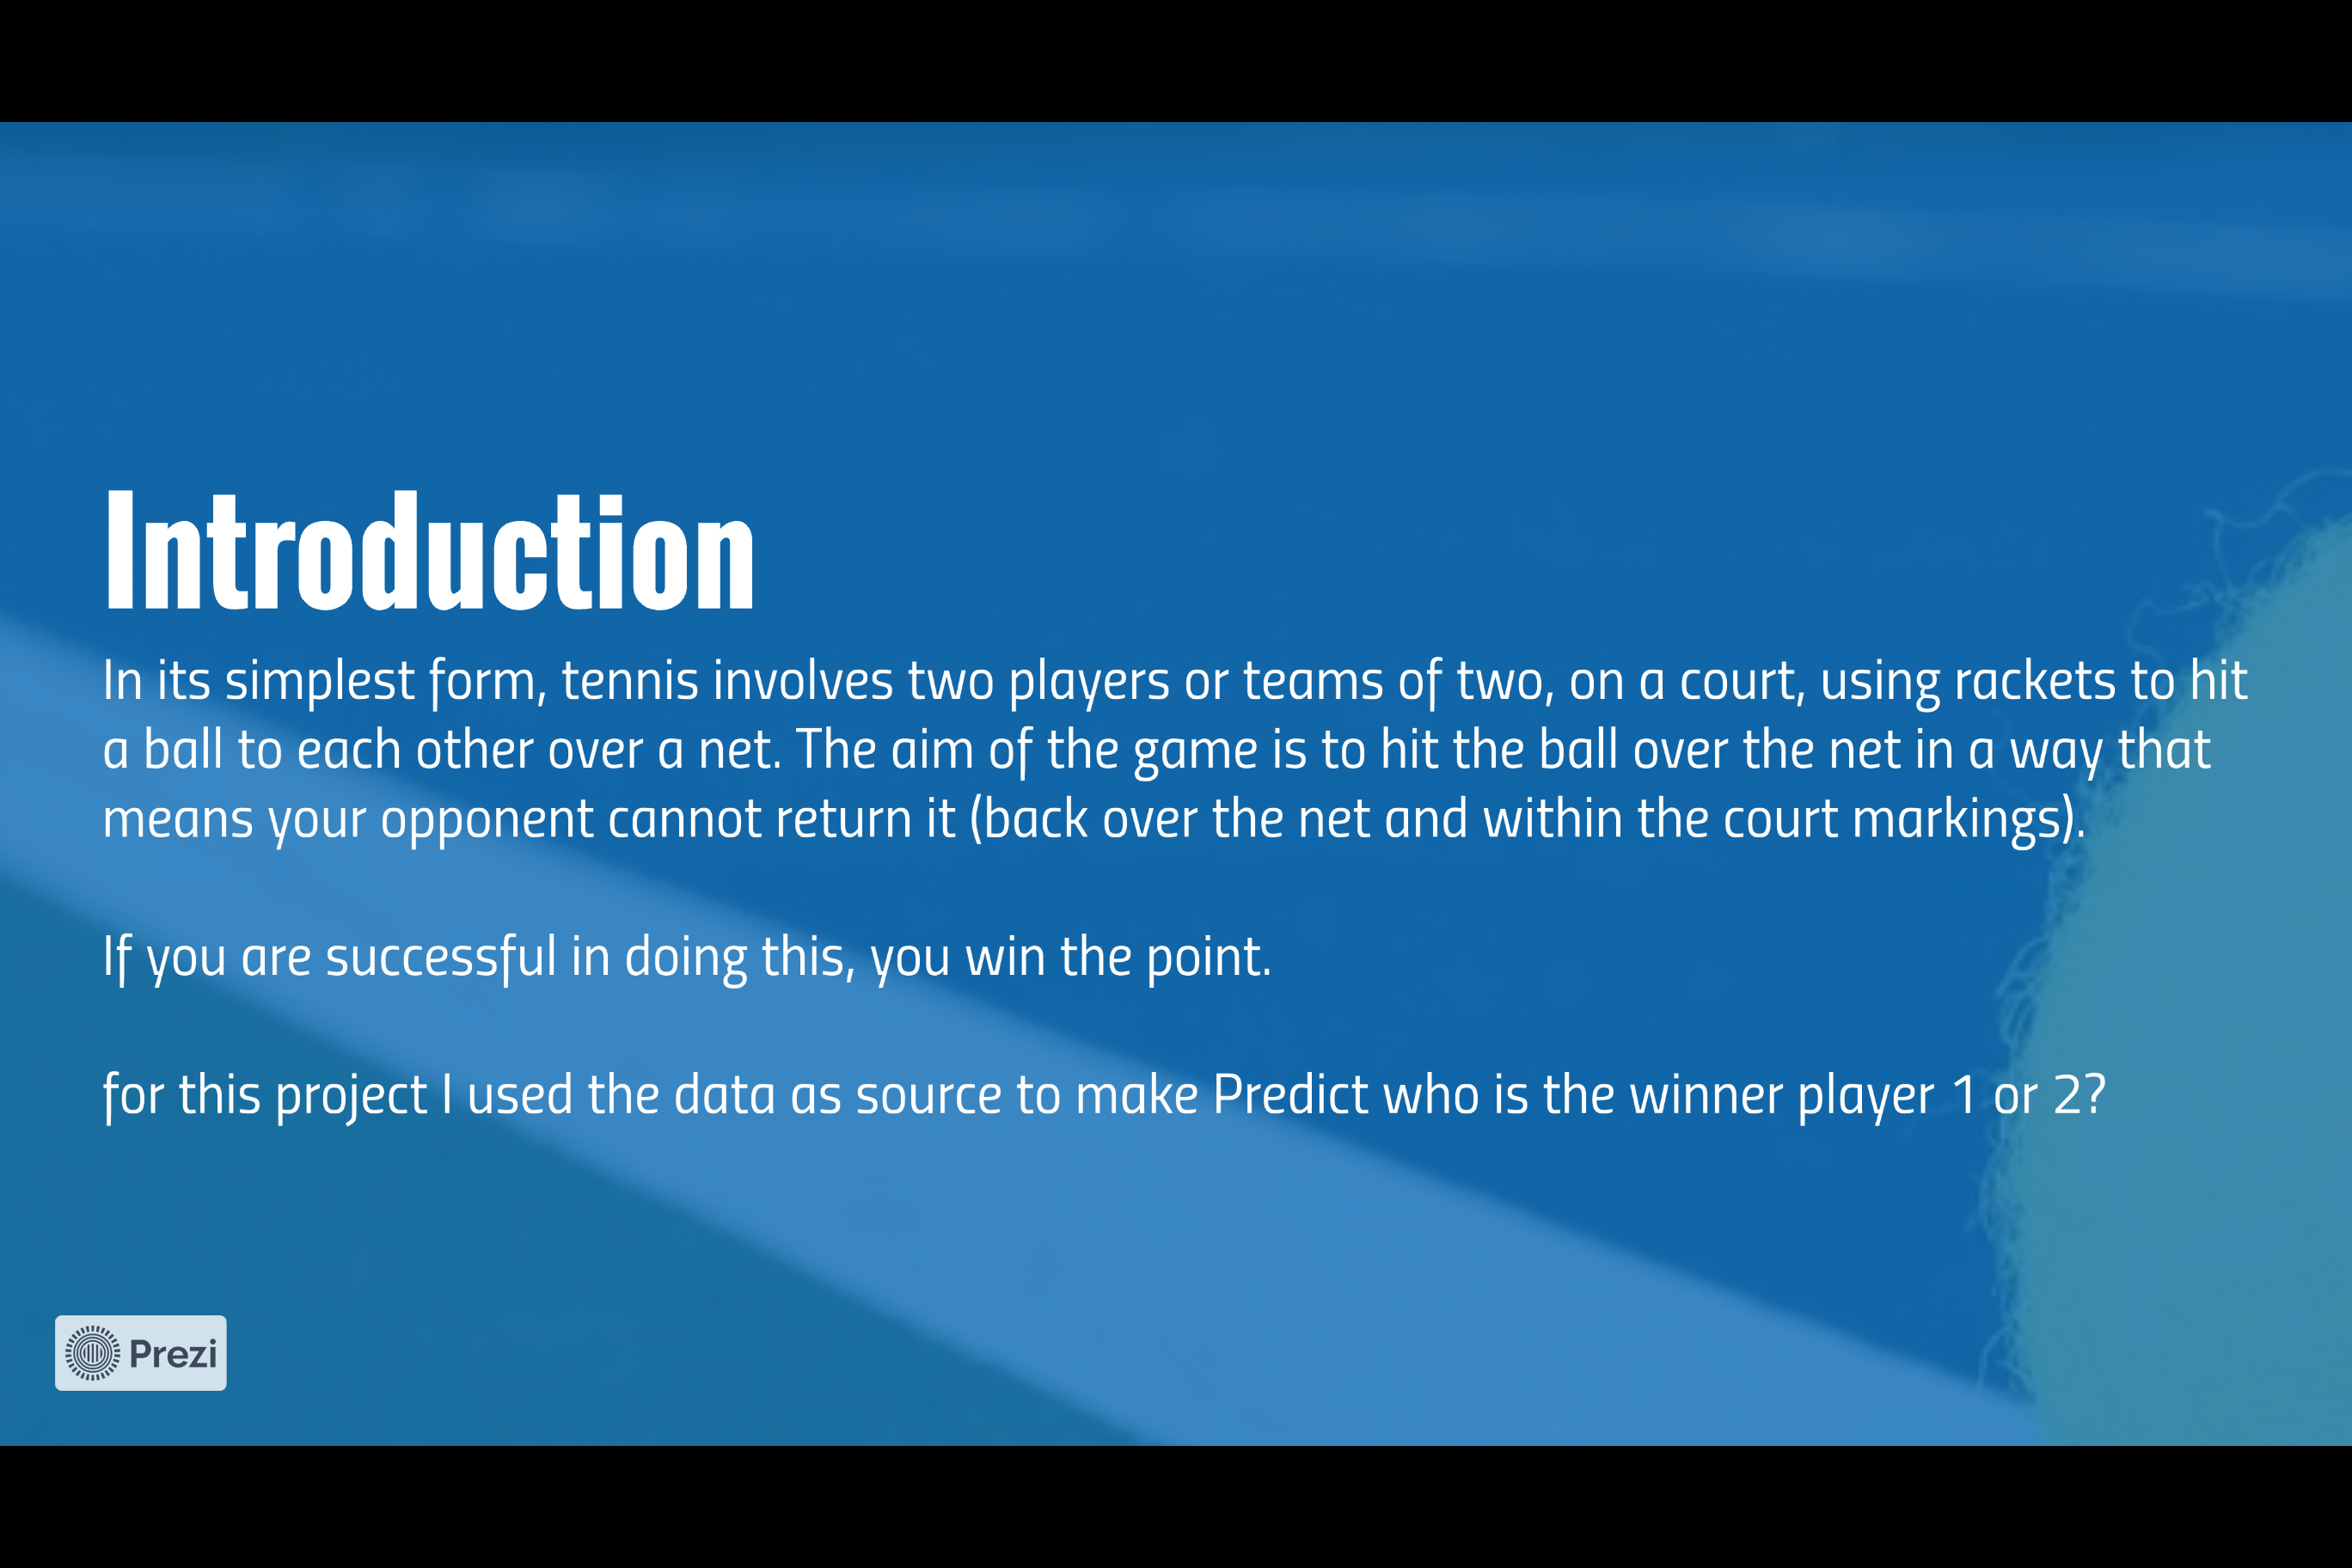 Introduction
In its simplest form, tennis involves two players or teams of two, on a court, using rackets to hit
a ball to each other over a net. The aim of the game is to hit the ball over the net in a way that
means your opponent cannot return it (back over the net and within the court markings).
If you are successful in doing this, you win the point.
for this project I used the data as source to make Predict who is the winner player 1 or 2?
Prezi